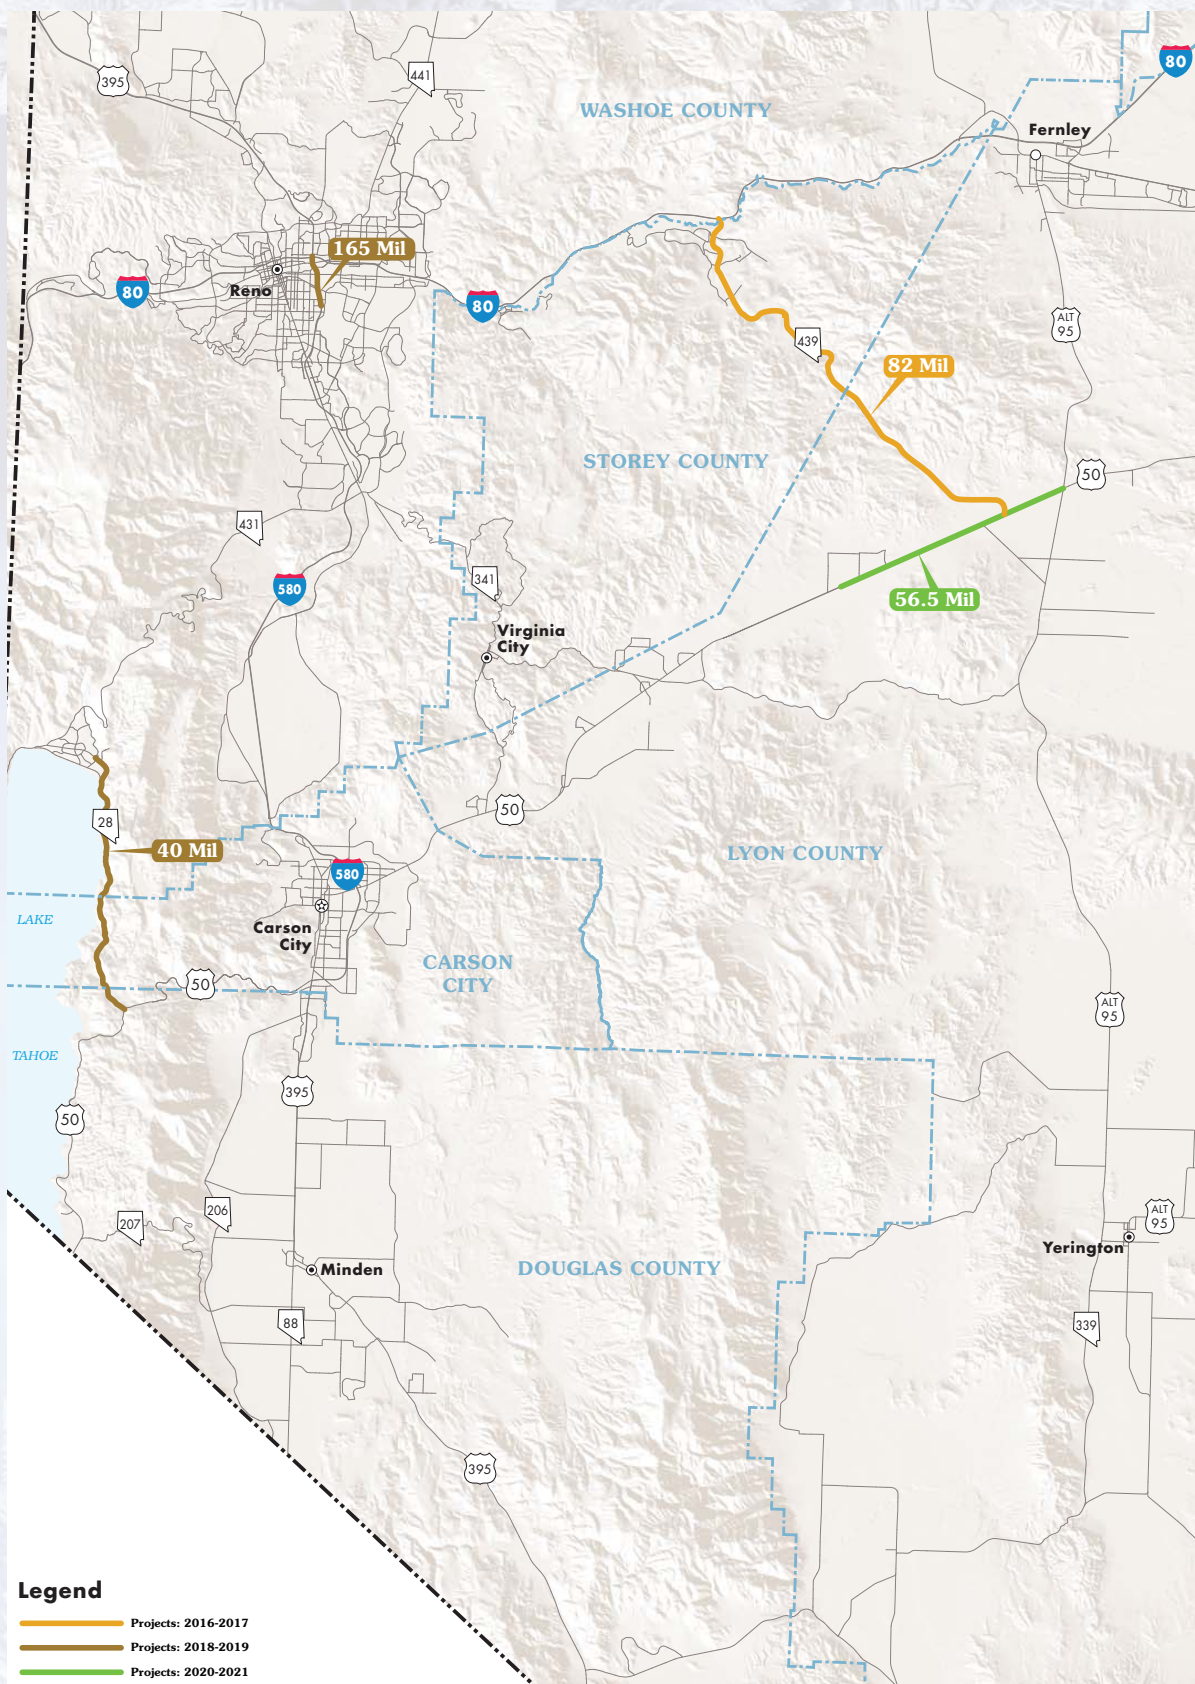 395
441
80
WASHOE COUNTY
Fernley
165 Mil
80
Reno
80
ALT
95
439
82 Mil
STOREY COUNTY
50
431
580
341
56.5 Mil
Virginia
City
28
50
40 Mil
LYON COUNTY
580
LAKE
Carson
City
CARSON
CITY
50
ALT
95
TAHOE
395
50
206
207
ALT
95
Yerington
Minden
DOUGLAS COUNTY
88
339
395
Legend
Projects: 2016-2017
Projects: 2018-2019
Projects: 2020-2021